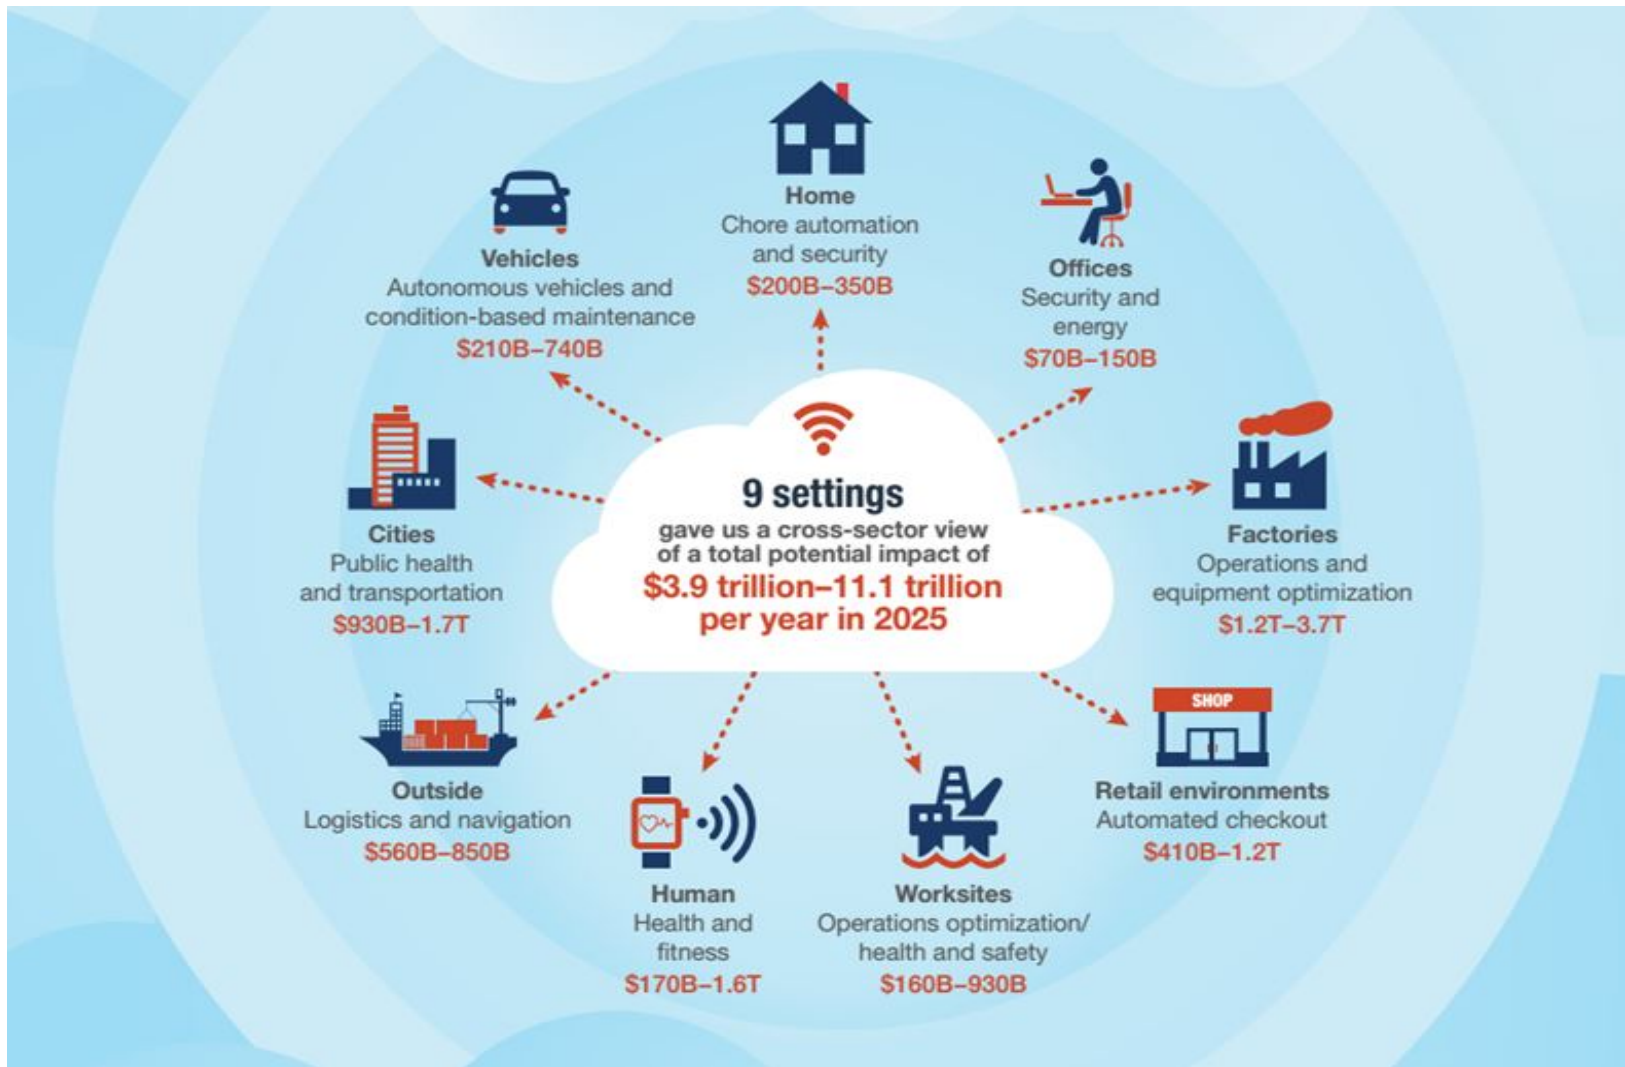 Home
Chore automation
and security
$200B–350B
Offices
Security and
energy
$70B–150B
Factories
Operations and
equipment optimization
$1.2T–3.7T
SHOP
Retail environments
Automated checkout
$410B–1.2T
Worksites
Operations optimization/
health and safety
$160B–930B
Human
Health and
fitness
$170B–1.6T
Outside
Logistics and navigation
$560B–850B
Cities
Public health
and transportation
$930B–1.7T
Vehicles
Autonomous vehicles and
condition-based maintenance
$210B–740B
9 settings
gave us a cross-sector view
of a total potential impact of
$3.9 trillion–11.1 trillion
per year in 2025